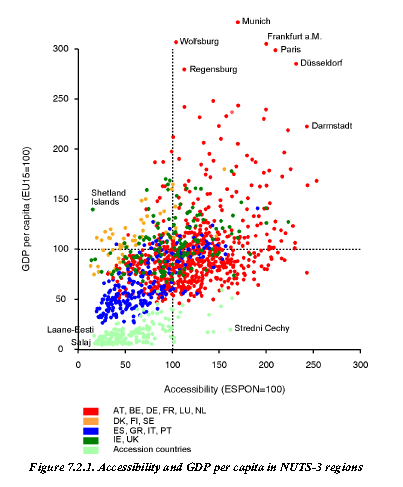 Munich
Wolfsburg
Frankfurt a.M.
Paris
Düsseldorf
Regensburg
Darmstadt
Shetland
Islands
Laane-Eesti
Salaj
Stredni Cechy
300
250
200
150
100
50
0
0 50 100 150 200 250 300
GDP per capita (EU15=100)
Accessibility (ESPON=100)
AT, BE, DE, FR, LU, NL
DK, FI, SE
ES, GR, IT, PT
IE, UK
Accession countries
Figure 7.2.1. Accessibility and GDP per capita in NUTS-3 regions